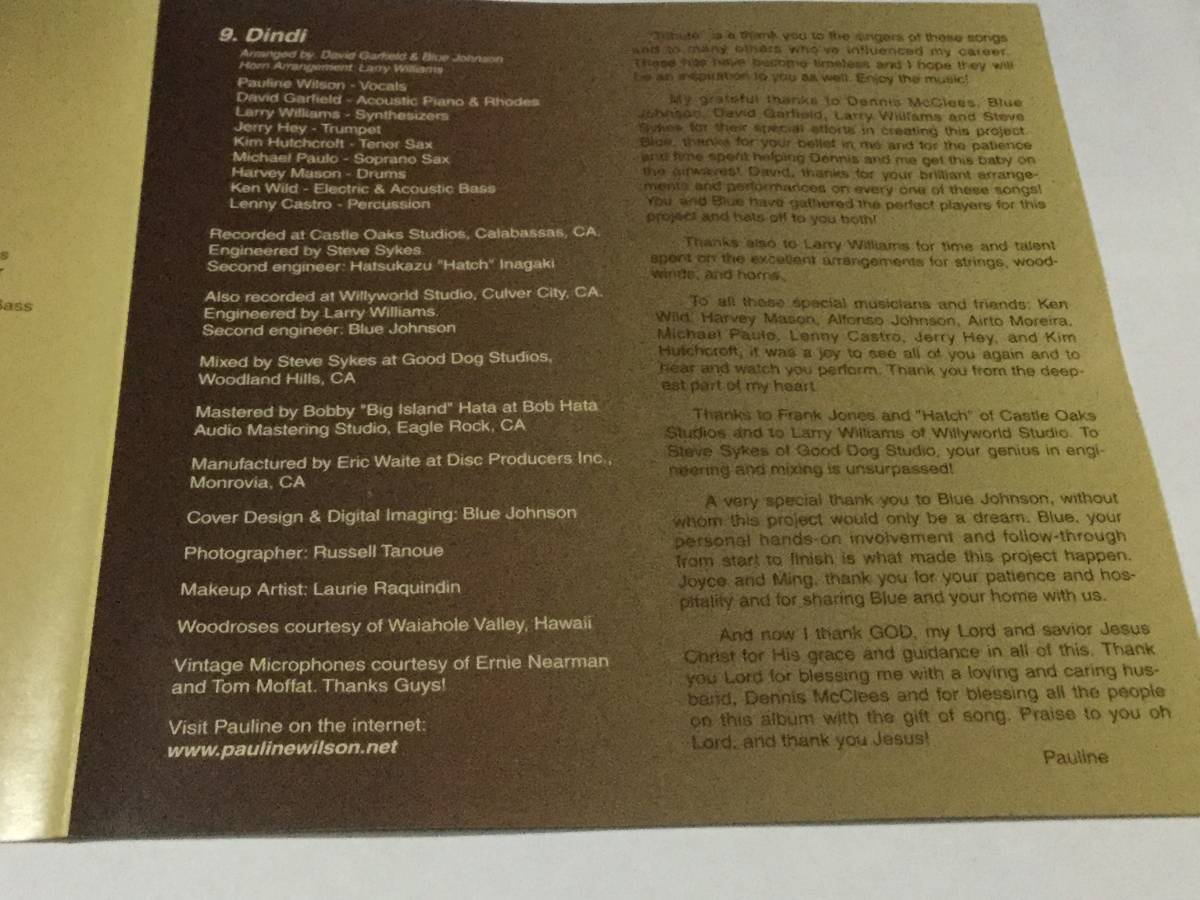 s
Bass
9. Dindi
Arranged by: David Garfield & Blue Johnson
Horn Arrangement: Larry Williams
Pauline Wilson - Vocals
David Garfield - Acoustic Piano & Rhodes
Larry Williams - Synthesizers
Jerry Hey - Trumpet
Kim Hutchcroft - Tenor Sax
Michael Paulo - Soprano Sax
Harvey Mason - Drums
Ken Wild - Electric & Acoustic Bass
Lenny Castro - Percussion
Recorded at Castle Oaks Studios, Calabassas, CA.
Engineered by Steve Sykes
Second engineer: Hatsukazu "Hatch" Inagaki
Also recorded at Willyworld Studio, Culver City, CA.
Engineered by Larry Williams.
Second engineer: Blue Johnson
Mixed by Steve Sykes at Good Dog Studios,
Woodland Hills, CA
Mastered by Bobby "Big Island" Hata at Bob Hata
Audio Mastering Studio, Eagle Rock, CA
Manufactured by Eric Waite at Disc Producers Inc.,
Monrovia, CA
Cover Design & Digital Imaging: Blue Johnson
Photographer: Russell Tanoue
Makeup Artist: Laurie Raquindin
Woodroses courtesy of Waiahole Valley, Hawaii
Vintage Microphones courtesy of Ernie Nearman
and Tom Moffat. Thanks Guys!
Visit Pauline on the internet:
www.paulinewilson.net
"Tribute" is a thank you to the singers of these songs
and to many others who've influenced my career.
These have become timeless and I hope they will
be an inspiration to you as well. Enjoy the music!
My grateful thanks to Dennis McClees, Blue
Johnson, David Garfield, Larry Williams and Steve
Sykes for their special efforts in creating this project.
Blue, thanks for your belief in me and for the patience
and time spent helping Dennis and me get this baby on
the airwaves! David, thanks for your brilliant arrange-
ments and performances on every one of these songs!
You and Blue have gathered the perfect players for this
project and hats off to you both!
Thanks also to Larry Williams for time and talent
spent on the excellent arrangements for strings, wood-
winds, and horns.
To all these special musicians and friends: Ken
Wild, Harvey Mason, Alfonso Johnson, Airto Moreira,
Michael Paulo, Lenny Castro, Jerry Hey, and Kim
Hutchcroft, it was a joy to see all of you again and to
hear and watch you perform. Thank you from the deep-
est part of my heart.
Thanks to Frank Jones and "Hatch" of Castle Oaks
Studios and to Larry Williams of Willyworld Studio. To
Steve Sykes of Good Dog Studio, your genius in engi-
neering and mixing is unsurpassed!
A very special thank you to Blue Johnson, without
whom this project would only be a dream. Blue, your
personal hands-on involvement and follow-through
from start to finish is what made this project happen.
Joyce and Ming, thank you for your patience and hos-
pitality and for sharing Blue and your home with us.
And now I thank GOD, my Lord and savior Jesus
Christ for His grace and guidance in all of this. Thank
you Lord for blessing me with a loving and caring hus-
band, Dennis McClees and for blessing all the people
on this album with the gift of song. Praise to you oh
Lord, and thank you Jesus!
Pauline